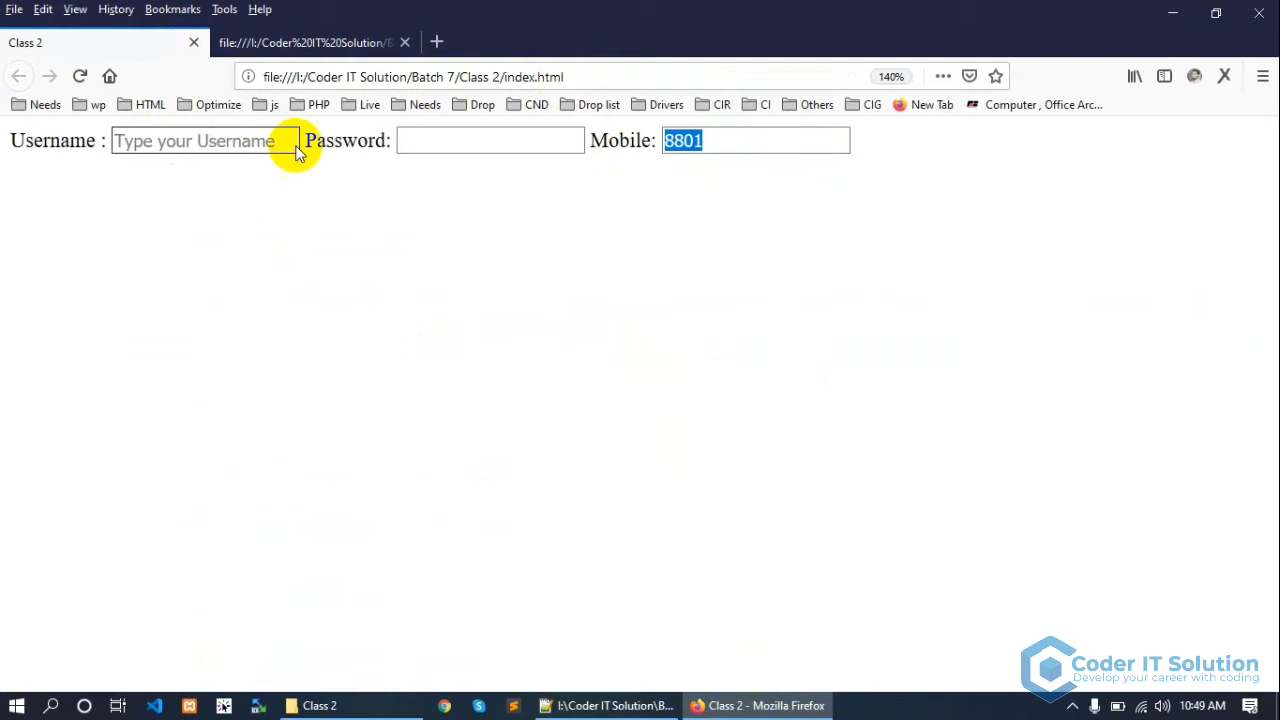 File Edit View History Bookmarks Tools Help
Class 2
file:///I:/Coder%20IT%20Solution/
file:///I:/Coder IT Solution/Batch 7/Class 2/index.html
140%
Needs wp HTML Optimize js PHP Live Needs Drop CND Drop list Drivers CIR CI Others CIG New Tab Computer , Office Arc...
Username : Type your Username Password: Mobile: 8801
Coder IT Solution
Develop your career with coding
Class 2
I:\Coder IT Solution\B...
Class 2 - Mozilla Firefox
10:49 AM